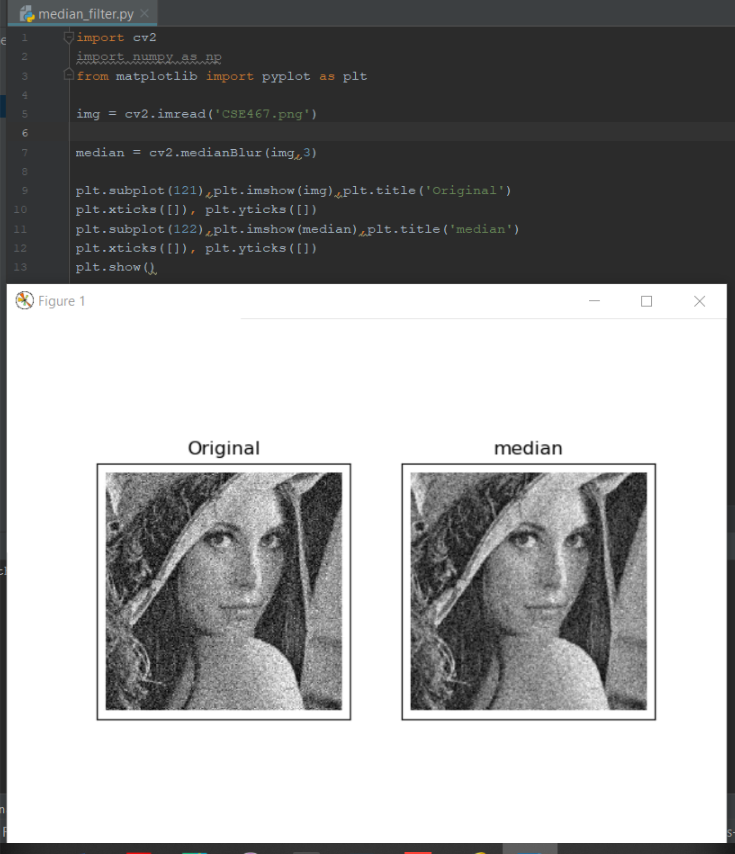 median_filter.py
1 import cv2
2 import numpy as np
3 from matplotlib import pyplot as plt
4
5 img = cv2.imread('CSE467.png')
6
7 median = cv2.medianBlur(img,3)
8
9 plt.subplot(121),plt.imshow(img),plt.title('Original')
10 plt.xticks([]), plt.yticks([])
11 plt.subplot(122),plt.imshow(median),plt.title('median')
12 plt.xticks([]), plt.yticks([])
13 plt.show()
Figure 1
Original
median